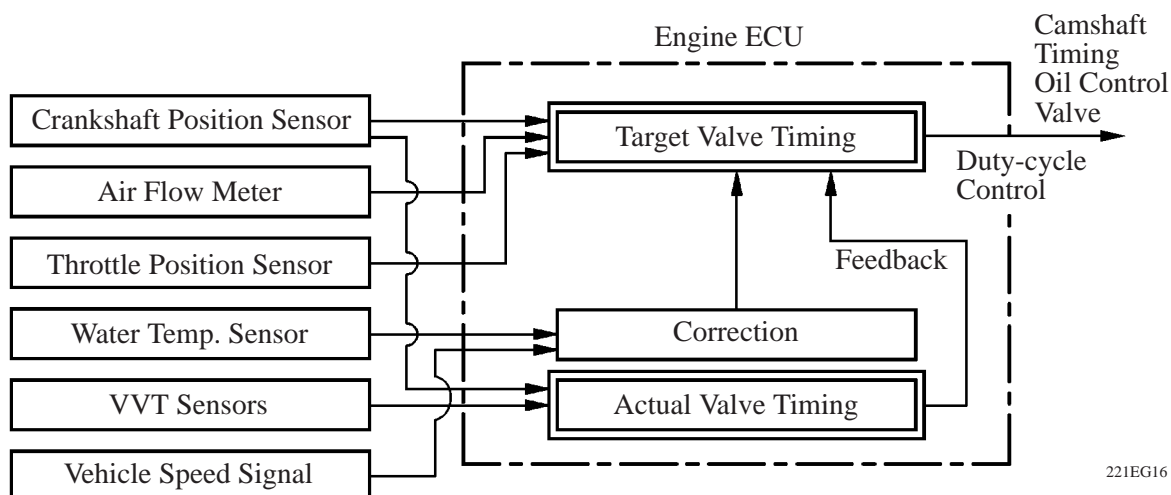 Engine ECU
Camshaft
Timing
Oil Control
Valve
Crankshaft Position Sensor
Target Valve Timing
Air Flow Meter
Duty-cycle
Control
Throttle Position Sensor
Feedback
Water Temp. Sensor
Correction
VVT Sensors
Actual Valve Timing
Vehicle Speed Signal
221EG16